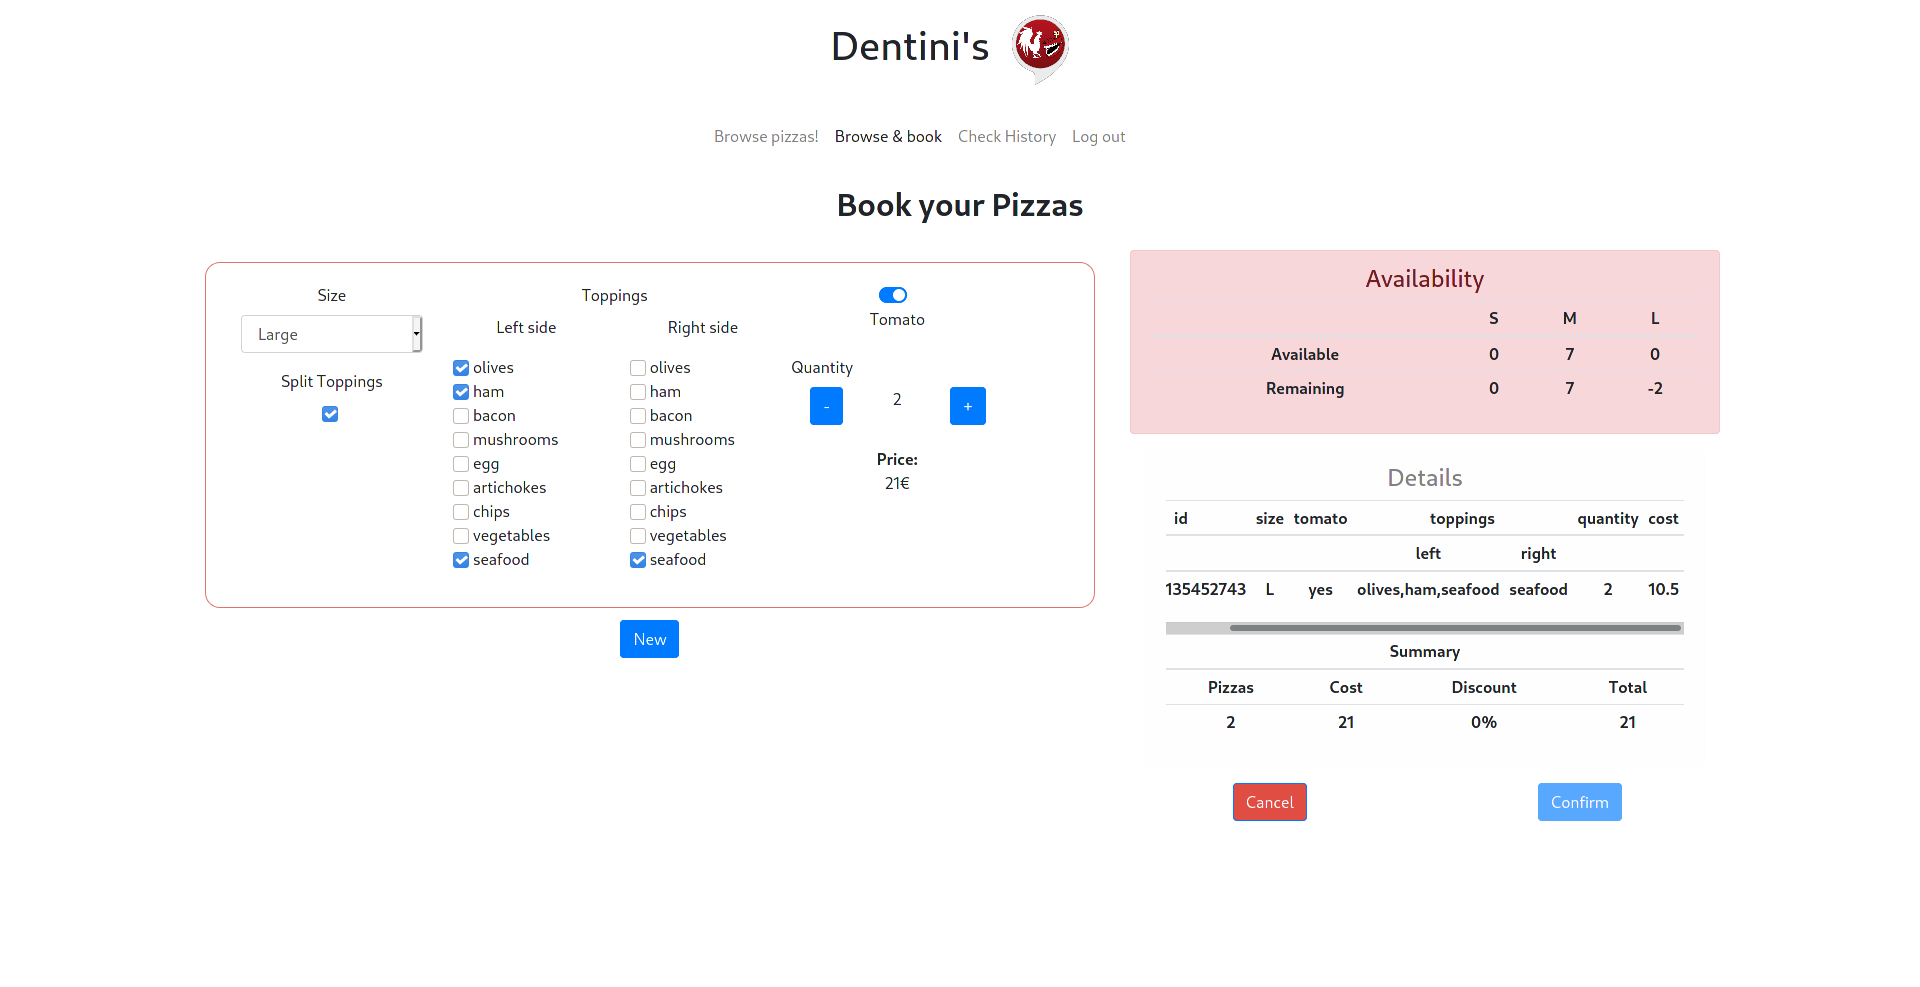 Dentini's
Browse pizzas! Browse & book Check History Log out
Book your Pizzas
Size
Large
Split Toppings
Toppings
Left side
olives
ham
bacon
mushrooms
egg
artichokes
chips
vegetables
seafood
Right side
olives
ham
bacon
mushrooms
egg
artichokes
chips
vegetables
seafood
Tomato
Quantity
- 2 +
Price:
21€
New
Availability
S M L
Available 0 7 0
Remaining 0 7 -2
Details
id size tomato toppings quantity cost
left right
135452743 L yes olives,ham,seafood seafood 2 10.5
Summary
Pizzas Cost Discount Total
2 21 0% 21
Cancel Confirm